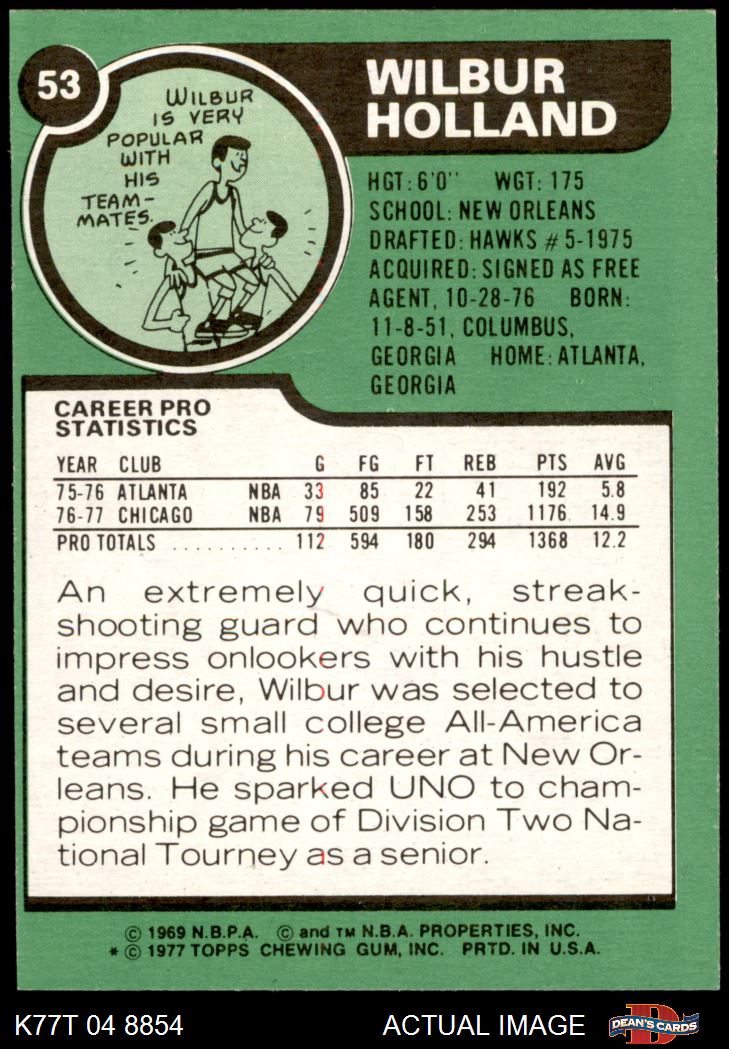 53
WILBUR
HOLLAND
WILBUR
IS VERY
POPULAR
WITH
HIS
TEAM-
MATES.
HGT: 6'0" WGT: 175
SCHOOL: NEW ORLEANS
DRAFTED: HAWKS #5-1975
ACQUIRED: SIGNED AS FREE
AGENT, 10-28-76 BORN:
11-8-51, COLUMBUS,
GEORGIA HOME: ATLANTA,
GEORGIA
CAREER PRO
STATISTICS
YEAR CLUB G FG FT REB PTS AVG
75-76 ATLANTA NBA 33 85 22 41 192 5.8
76-77 CHICAGO NBA 79 509 158 253 1176 14.9
PRO TOTALS .......... 112 594 180 294 1368 12.2
An extremely quick, streak-
shooting guard who continues to
impress onlookers with his hustle
and desire, Wilbur was selected to
several small college All-America
teams during his career at New Or-
leans. He sparked UNO to cham-
pionship game of Division Two Na-
tional Tourney as a senior.
© 1969 N.B.P.A. © and TM N.B.A. PROPERTIES, INC.
* © 1977 TOPPS CHEWING GUM, INC. PRTD. IN U.S.A.
K77T 04 8854 ACTUAL IMAGE D DEAN'S CARDS